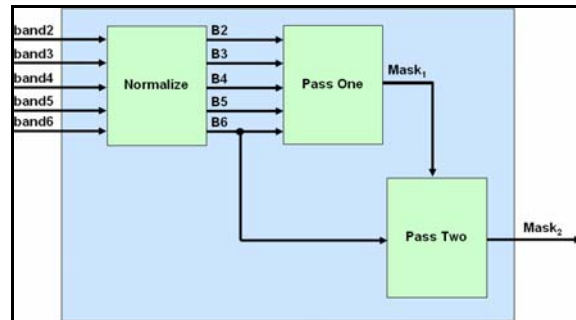 band2
band3
band4
band5
band6
Normalize
B2
B3
B4
B5
B6
Pass One
Mask₁
Pass Two
Mask₂